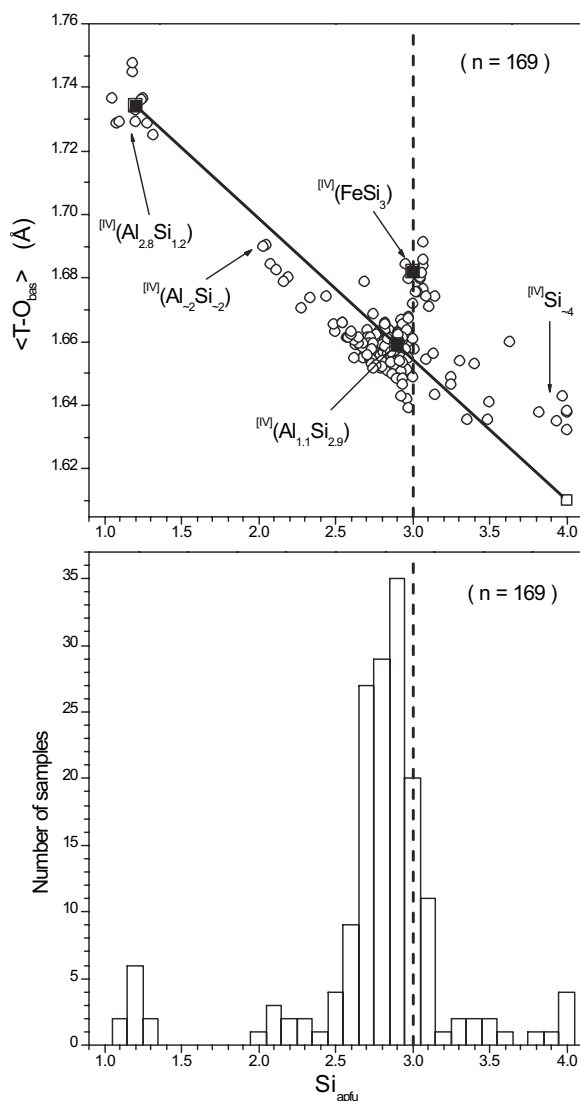 1.76
( n = 169 )
1.74
1.72
[IV](Al2.8Si1.2)
[IV](FeSi3)
1.70
<T-Obas> (Å)
[IV](Al~2Si~2)
[IV]Si~4
1.68
1.66
1.64
[IV](Al1.1Si2.9)
1.62
1.0 1.5 2.0 2.5 3.0 3.5 4.0
( n = 169 )
35
30
25
20
15
10
5
0
Number of samples
1.0 1.5 2.0 2.5 3.0 3.5 4.0
Siapfu